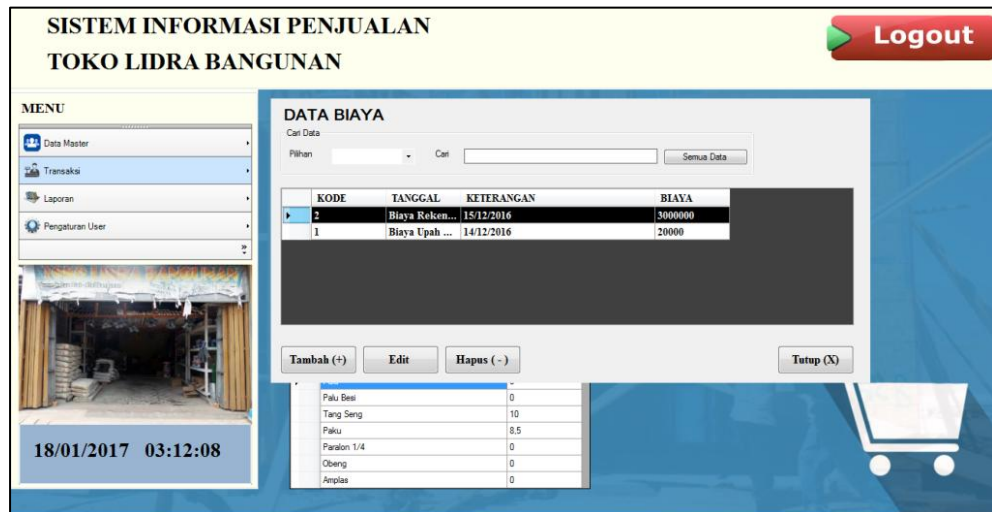 SISTEM INFORMASI PENJUALAN
TOKO LIDRA BANGUNAN
Logout
MENU
Data Master
Transaksi
Laporan
Pengaturan User
18/01/2017 03:12:08
DATA BIAYA
Cari Data
Pilihan Cari Semua Data
KODE TANGGAL KETERANGAN BIAYA
2 Biaya Reken... 15/12/2016 3000000
1 Biaya Upah ... 14/12/2016 20000
Tambah (+) Edit Hapus ( - ) Tutup (X)
Palu Besi 0
Tang Seng 10
Paku 8,5
Paralon 1/4 0
Obeng 0
Amplas 0